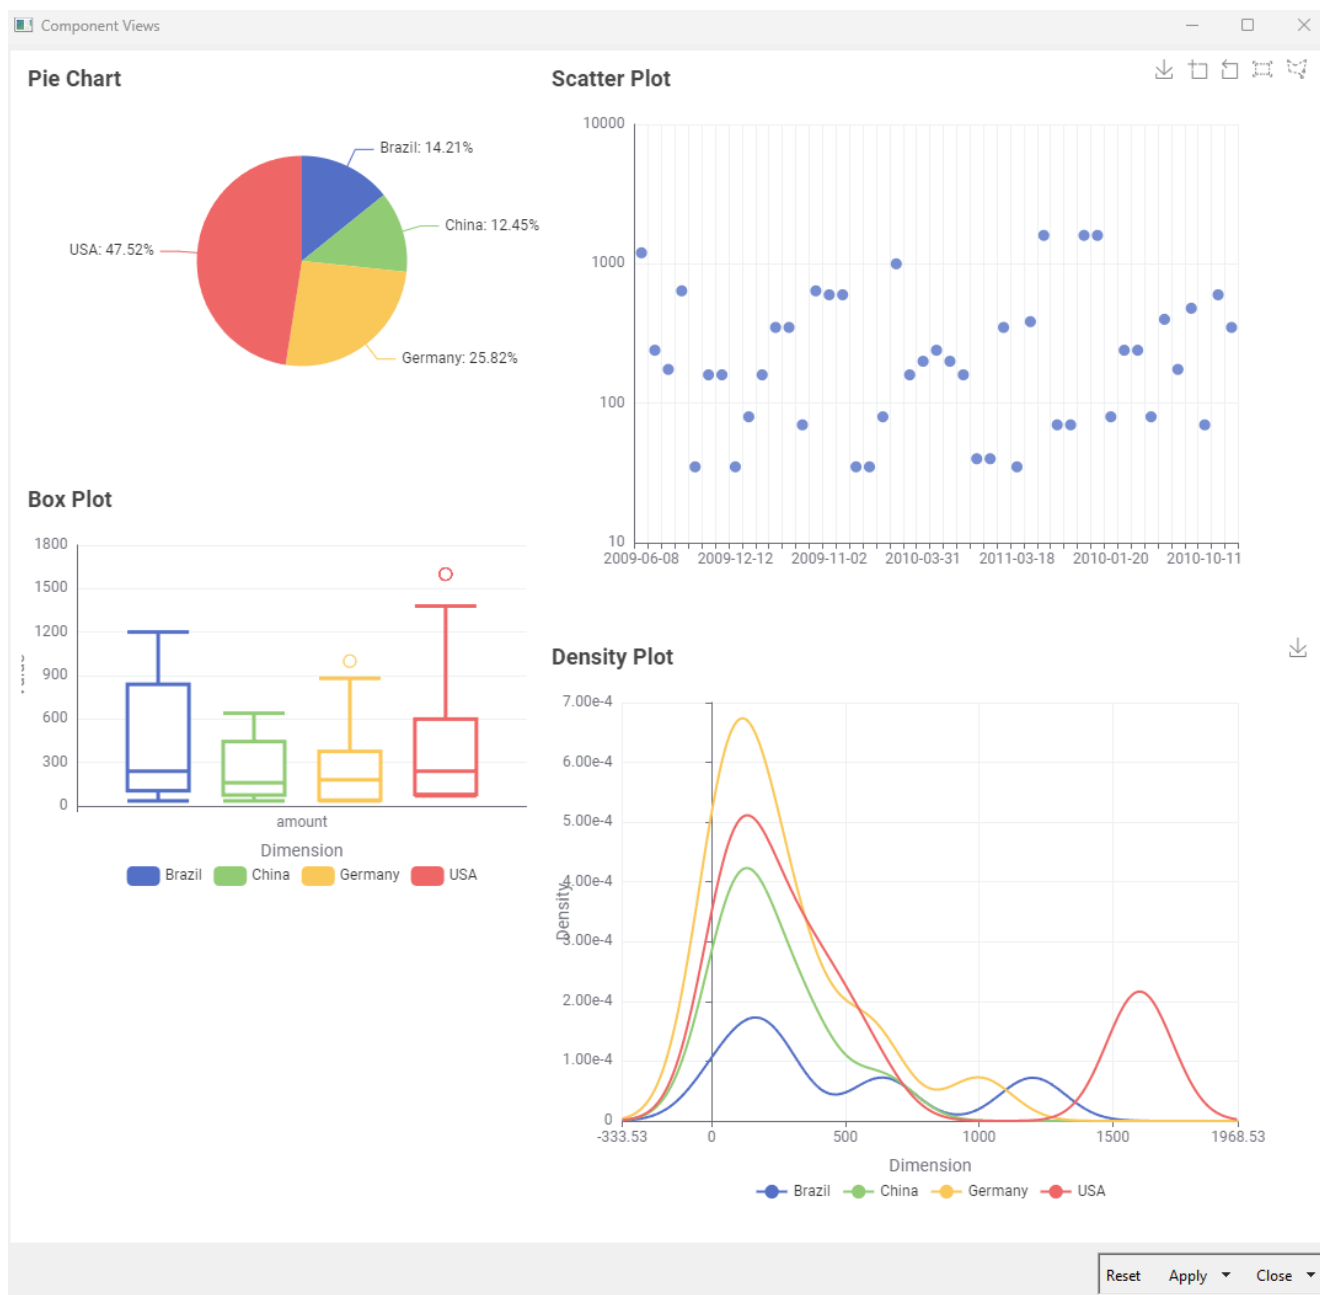 Component Views
Pie Chart
Brazil: 14.21%
China: 12.45%
USA: 47.52%
Germany: 25.82%
Scatter Plot
10000
1000
100
10
2009-06-08 2009-12-12 2009-11-02 2010-03-31 2011-03-18 2010-01-20 2010-10-11
Box Plot
1800
1500
1200
900
600
300
0
amount
Dimension
Brazil China Germany USA
Density Plot
7.00e-4
6.00e-4
5.00e-4
4.00e-4
3.00e-4
2.00e-4
1.00e-4
0
Density
-333.53 0 500 1000 1500 1968.53
Dimension
Brazil China Germany USA
Reset Apply Close